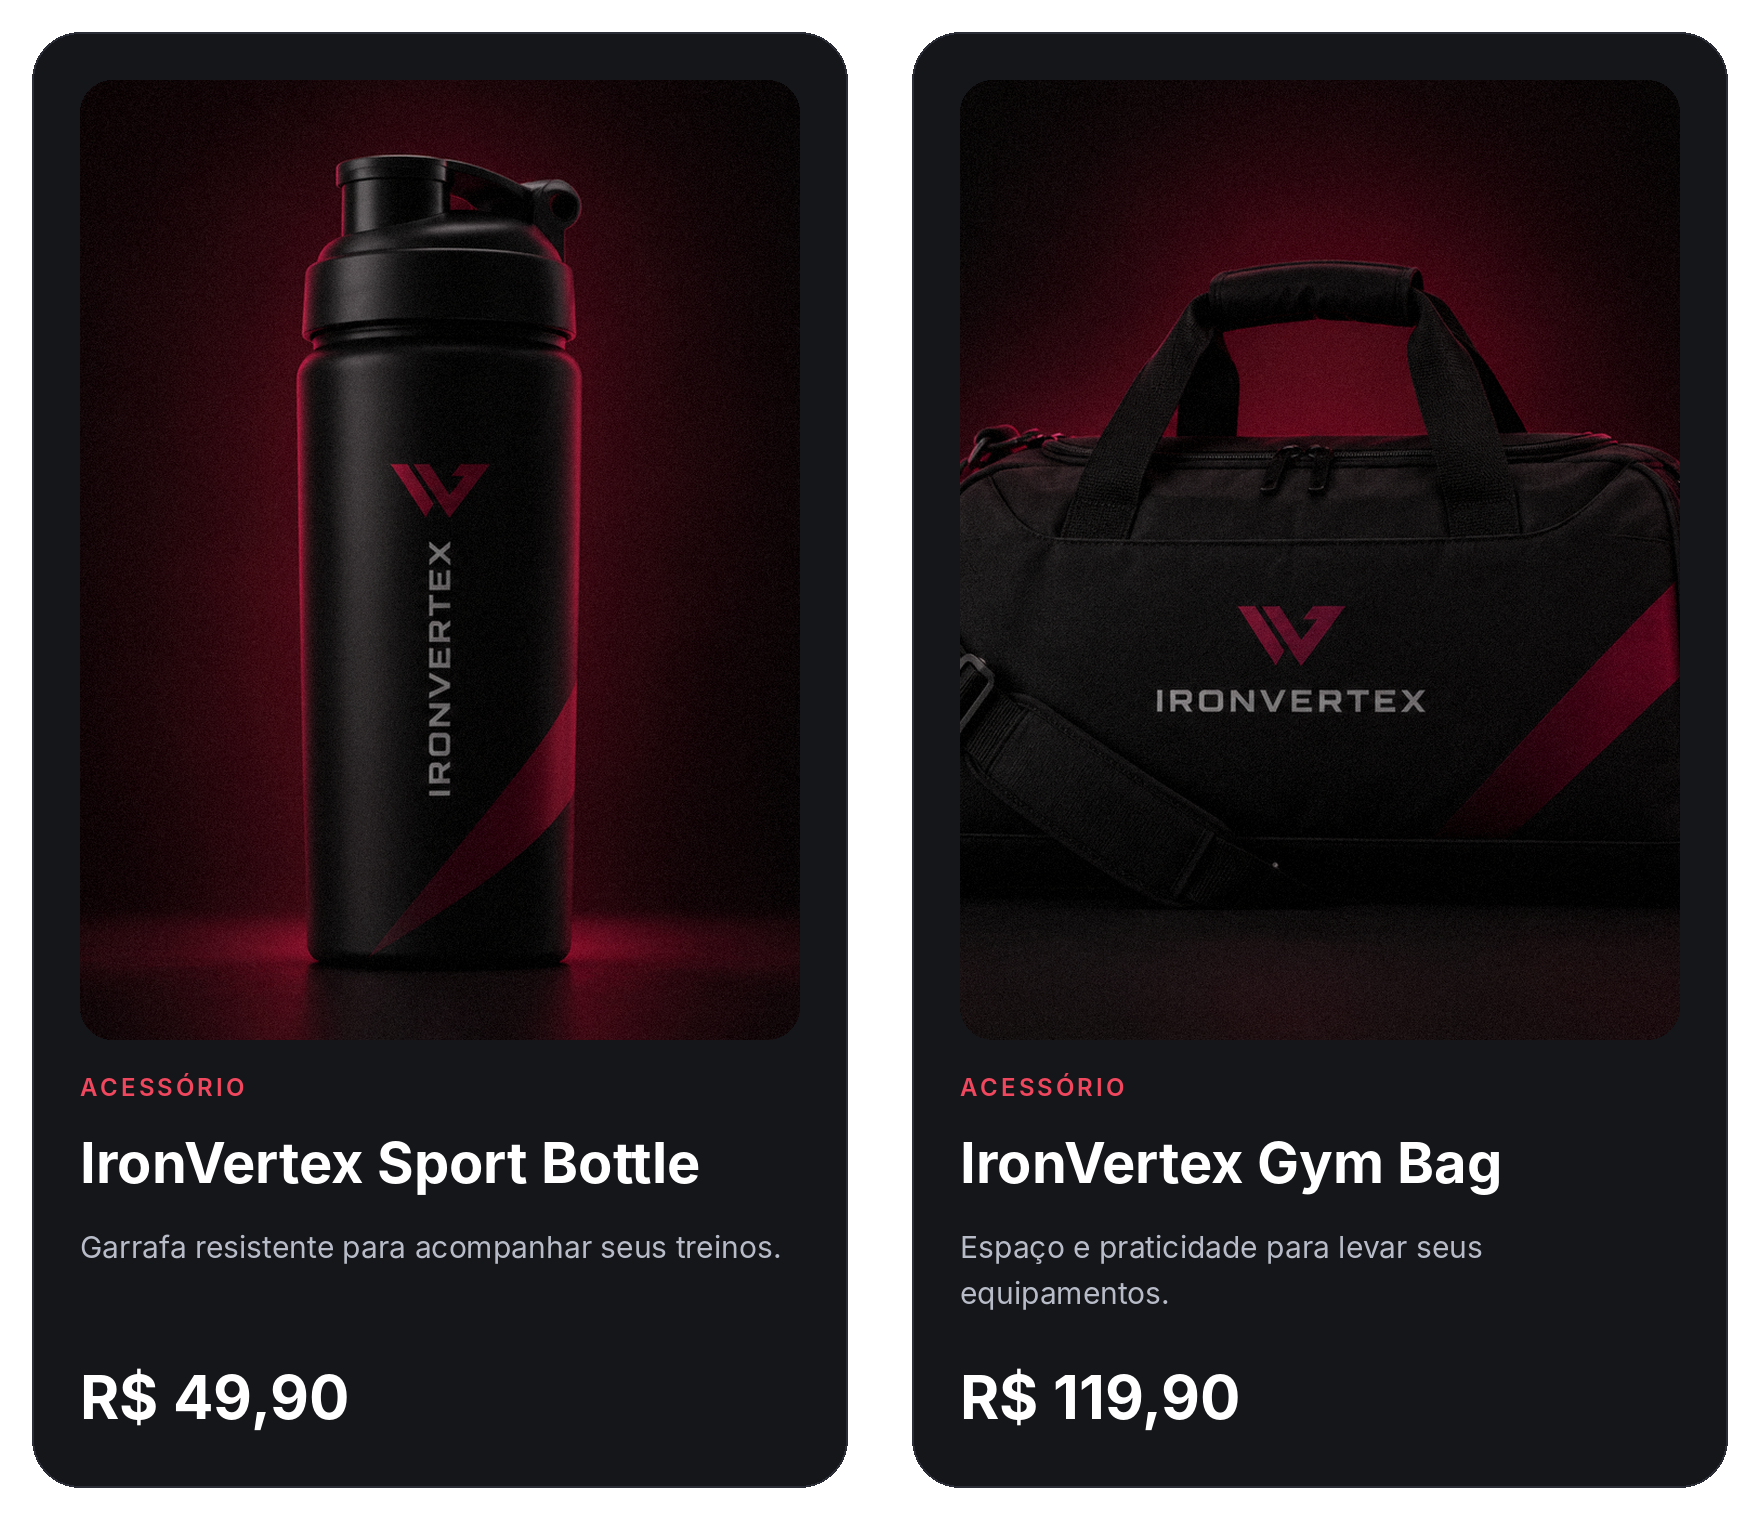 IRONVERTEX
ACESSÓRIO
IronVertex Sport Bottle
Garrafa resistente para acompanhar seus treinos.
R$ 49,90
IRONVERTEX
ACESSÓRIO
IronVertex Gym Bag
Espaço e praticidade para levar seus
equipamentos.
R$ 119,90